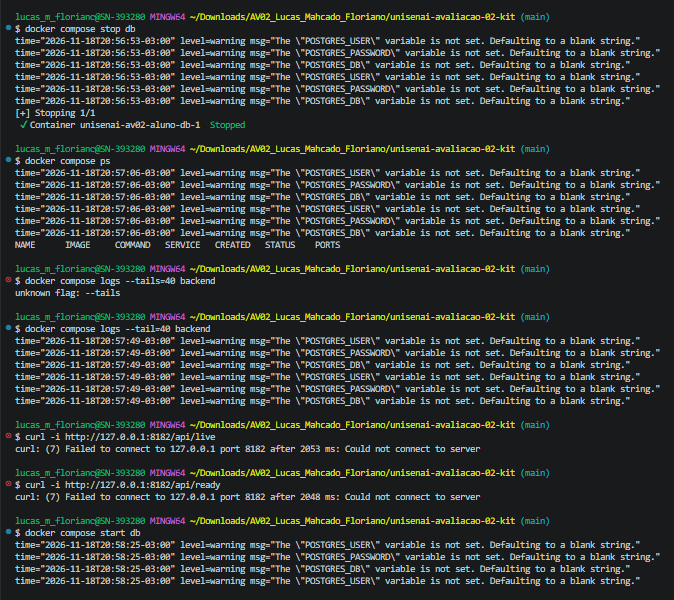 lucas_m_florianc@SN-393280 MINGW64 ~/Downloads/AV02_Lucas_Mahcado_Floriano/unisenai-avaliacao-02-kit (main)
$ docker compose stop db
time="2026-11-18T20:56:53-03:00" level=warning msg="The \"POSTGRES_USER\" variable is not set. Defaulting to a blank string."
time="2026-11-18T20:56:53-03:00" level=warning msg="The \"POSTGRES_PASSWORD\" variable is not set. Defaulting to a blank string."
time="2026-11-18T20:56:53-03:00" level=warning msg="The \"POSTGRES_DB\" variable is not set. Defaulting to a blank string."
time="2026-11-18T20:56:53-03:00" level=warning msg="The \"POSTGRES_USER\" variable is not set. Defaulting to a blank string."
time="2026-11-18T20:56:53-03:00" level=warning msg="The \"POSTGRES_PASSWORD\" variable is not set. Defaulting to a blank string."
time="2026-11-18T20:56:53-03:00" level=warning msg="The \"POSTGRES_DB\" variable is not set. Defaulting to a blank string."
[+] Stopping 1/1
✓Container unisenai-av02-aluno-db-1 Stopped
lucas_m_florianc@SN-393280 MINGW64 ~/Downloads/AV02_Lucas_Mahcado_Floriano/unisenai-avaliacao-02-kit (main)
$ docker compose ps
time="2026-11-18T20:57:06-03:00" level=warning msg="The \"POSTGRES_USER\" variable is not set. Defaulting to a blank string."
time="2026-11-18T20:57:06-03:00" level=warning msg="The \"POSTGRES_PASSWORD\" variable is not set. Defaulting to a blank string."
time="2026-11-18T20:57:06-03:00" level=warning msg="The \"POSTGRES_DB\" variable is not set. Defaulting to a blank string."
time="2026-11-18T20:57:06-03:00" level=warning msg="The \"POSTGRES_USER\" variable is not set. Defaulting to a blank string."
time="2026-11-18T20:57:06-03:00" level=warning msg="The \"POSTGRES_PASSWORD\" variable is not set. Defaulting to a blank string."
time="2026-11-18T20:57:06-03:00" level=warning msg="The \"POSTGRES_DB\" variable is not set. Defaulting to a blank string."
NAME IMAGE COMMAND SERVICE CREATED STATUS PORTS
lucas_m_florianc@SN-393280 MINGW64 ~/Downloads/AV02_Lucas_Mahcado_Floriano/unisenai-avaliacao-02-kit (main)
$ docker compose logs --tails=40 backend
unknown flag: --tails
lucas_m_florianc@SN-393280 MINGW64 ~/Downloads/AV02_Lucas_Mahcado_Floriano/unisenai-avaliacao-02-kit (main)
$ docker compose logs --tail=40 backend
time="2026-11-18T20:57:49-03:00" level=warning msg="The \"POSTGRES_USER\" variable is not set. Defaulting to a blank string."
time="2026-11-18T20:57:49-03:00" level=warning msg="The \"POSTGRES_PASSWORD\" variable is not set. Defaulting to a blank string."
time="2026-11-18T20:57:49-03:00" level=warning msg="The \"POSTGRES_DB\" variable is not set. Defaulting to a blank string."
time="2026-11-18T20:57:49-03:00" level=warning msg="The \"POSTGRES_USER\" variable is not set. Defaulting to a blank string."
time="2026-11-18T20:57:49-03:00" level=warning msg="The \"POSTGRES_PASSWORD\" variable is not set. Defaulting to a blank string."
time="2026-11-18T20:57:49-03:00" level=warning msg="The \"POSTGRES_DB\" variable is not set. Defaulting to a blank string."
lucas_m_florianc@SN-393280 MINGW64 ~/Downloads/AV02_Lucas_Mahcado_Floriano/unisenai-avaliacao-02-kit (main)
$ curl -i http://127.0.0.1:8182/api/live
curl: (7) Failed to connect to 127.0.0.1 port 8182 after 2053 ms: Could not connect to server
lucas_m_florianc@SN-393280 MINGW64 ~/Downloads/AV02_Lucas_Mahcado_Floriano/unisenai-avaliacao-02-kit (main)
$ curl -i http://127.0.0.1:8182/api/ready
curl: (7) Failed to connect to 127.0.0.1 port 8182 after 2048 ms: Could not connect to server
lucas_m_florianc@SN-393280 MINGW64 ~/Downloads/AV02_Lucas_Mahcado_Floriano/unisenai-avaliacao-02-kit (main)
$ docker compose start db
time="2026-11-18T20:58:25-03:00" level=warning msg="The \"POSTGRES_USER\" variable is not set. Defaulting to a blank string."
time="2026-11-18T20:58:25-03:00" level=warning msg="The \"POSTGRES_PASSWORD\" variable is not set. Defaulting to a blank string."
time="2026-11-18T20:58:25-03:00" level=warning msg="The \"POSTGRES_DB\" variable is not set. Defaulting to a blank string."
time="2026-11-18T20:58:25-03:00" level=warning msg="The \"POSTGRES_USER\" variable is not set. Defaulting to a blank string."